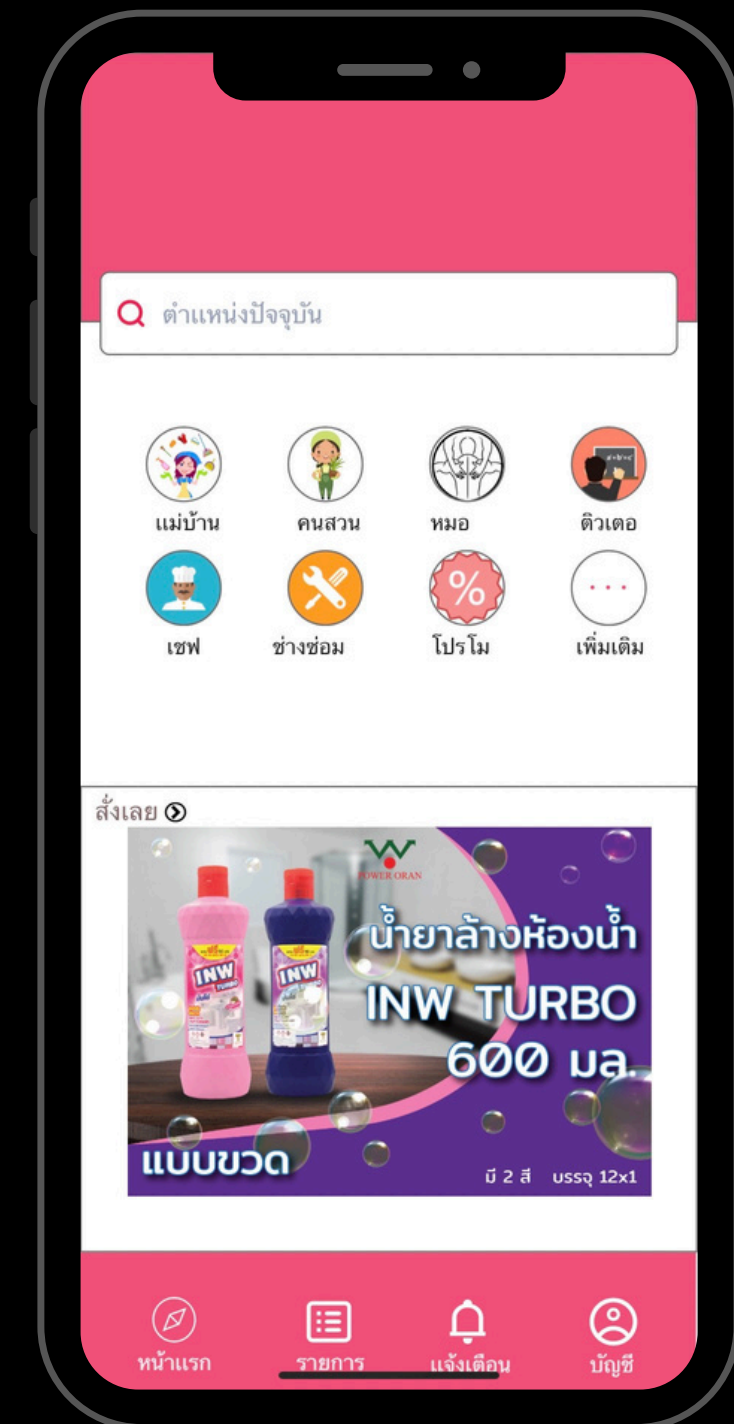 ตำแหน่งปัจจุบัน
แม่บ้าน คนสวน หมอ ติวเตอ
เชฟ ช่างซ่อม โปรโม เพิ่มเติม
%
สั่งเลย
POWER ORAN
น้ำยาล้างห้องน้ำ
INW TURBO
600 มล.
INW TURBO
INW
แบบขวด
มี 2 สี บรรจุ 12x1
หน้าแรก รายการ แจ้งเตือน บัญชี